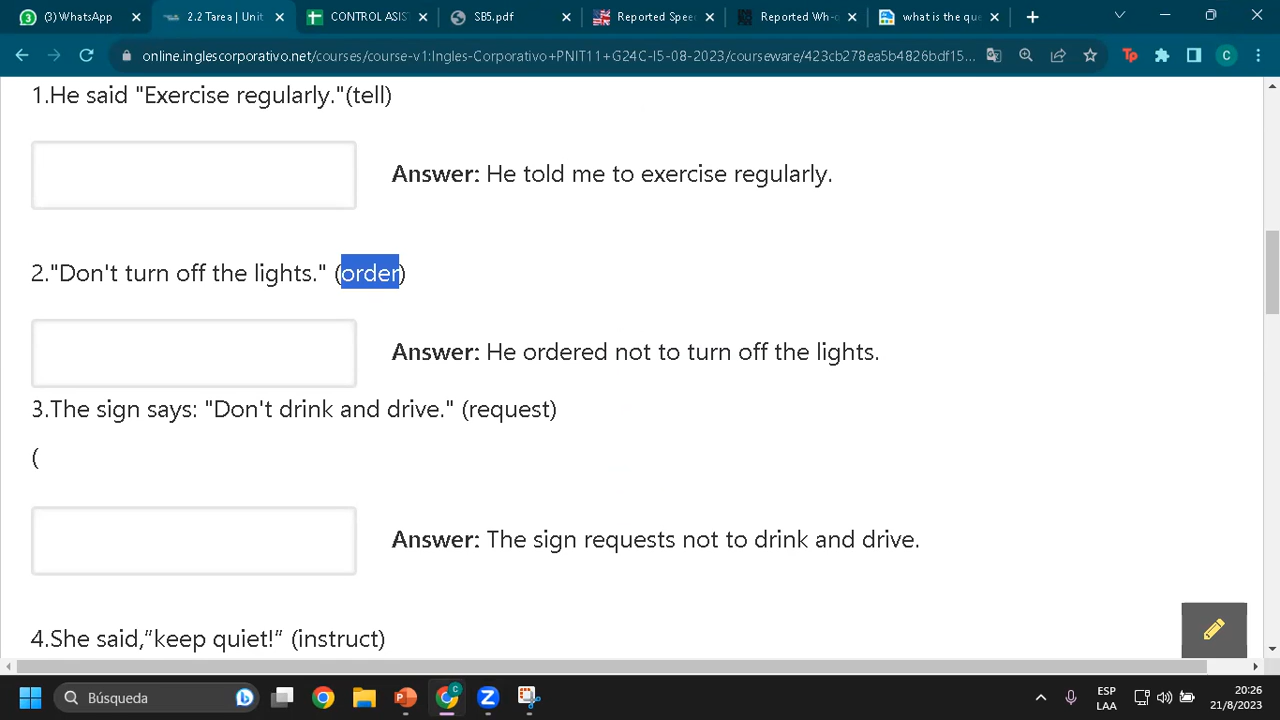 (3) WhatsApp
2.2 Tarea | Unit
CONTROL ASIS
SB5.pdf
Reported Spee
Reported Wh-q
what is the que
online.inglescorporativo.net/courses/course-v1:Ingles-Corporativo+PNIT11+G24C-I5-08-2023/courseware/423cb278ea5b4826bdf15...
1.He said "Exercise regularly."(tell)
Answer: He told me to exercise regularly.
2."Don't turn off the lights." (order)
Answer: He ordered not to turn off the lights.
3.The sign says: "Don't drink and drive." (request)
(
Answer: The sign requests not to drink and drive.
4.She said,”keep quiet!” (instruct)
Búsqueda
ESP
LAA
20:26
21/8/2023